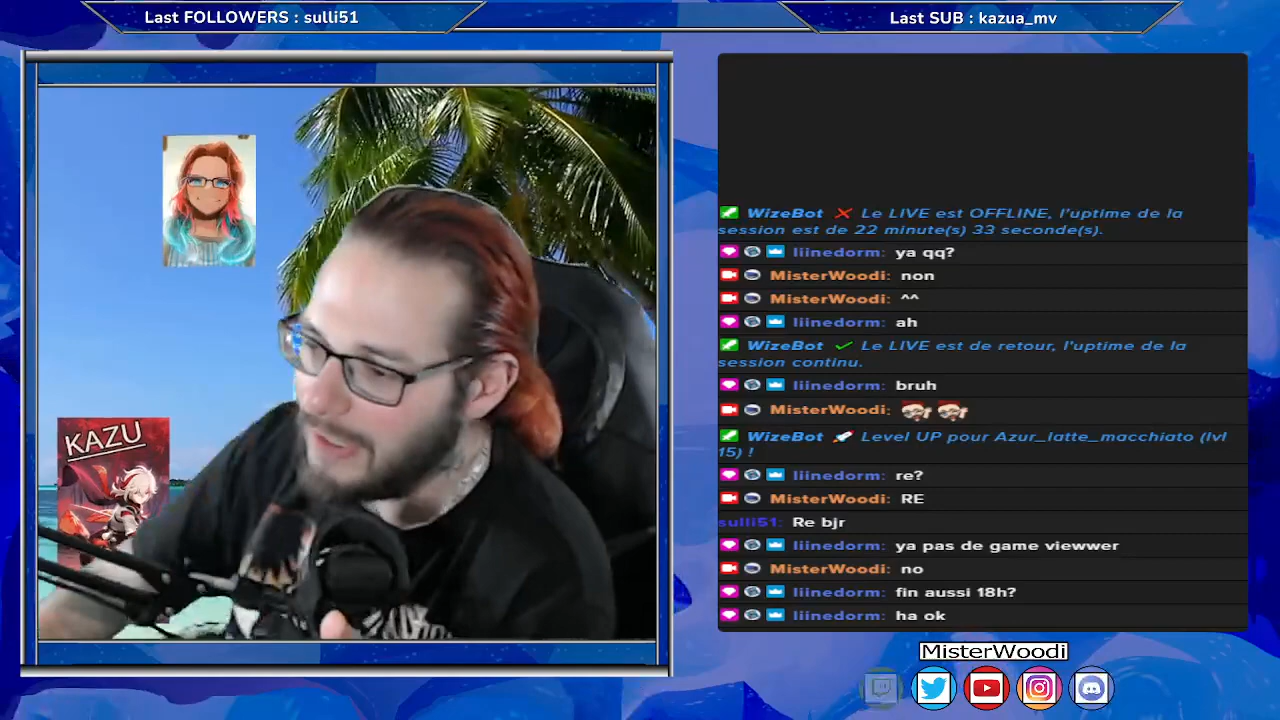 Last FOLLOWERS : sulli51
Last SUB : kazua_mv
KAZU
WizeBot Le LIVE est OFFLINE, l'uptime de la
session est de 22 minute(s) 33 seconde(s).
liinedorm: ya qq?
MisterWoodi: non
MisterWoodi: ^^
liinedorm: ah
WizeBot Le LIVE est de retour, l'uptime de la
session continu.
liinedorm: bruh
MisterWoodi:
WizeBot Level UP pour Azur_latte_macchiato (lvl
15) !
liinedorm: re?
MisterWoodi: RE
sulli51: Re bjr
liinedorm: ya pas de game viewwer
MisterWoodi: no
liinedorm: fin aussi 18h?
liinedorm: ha ok
MisterWoodi